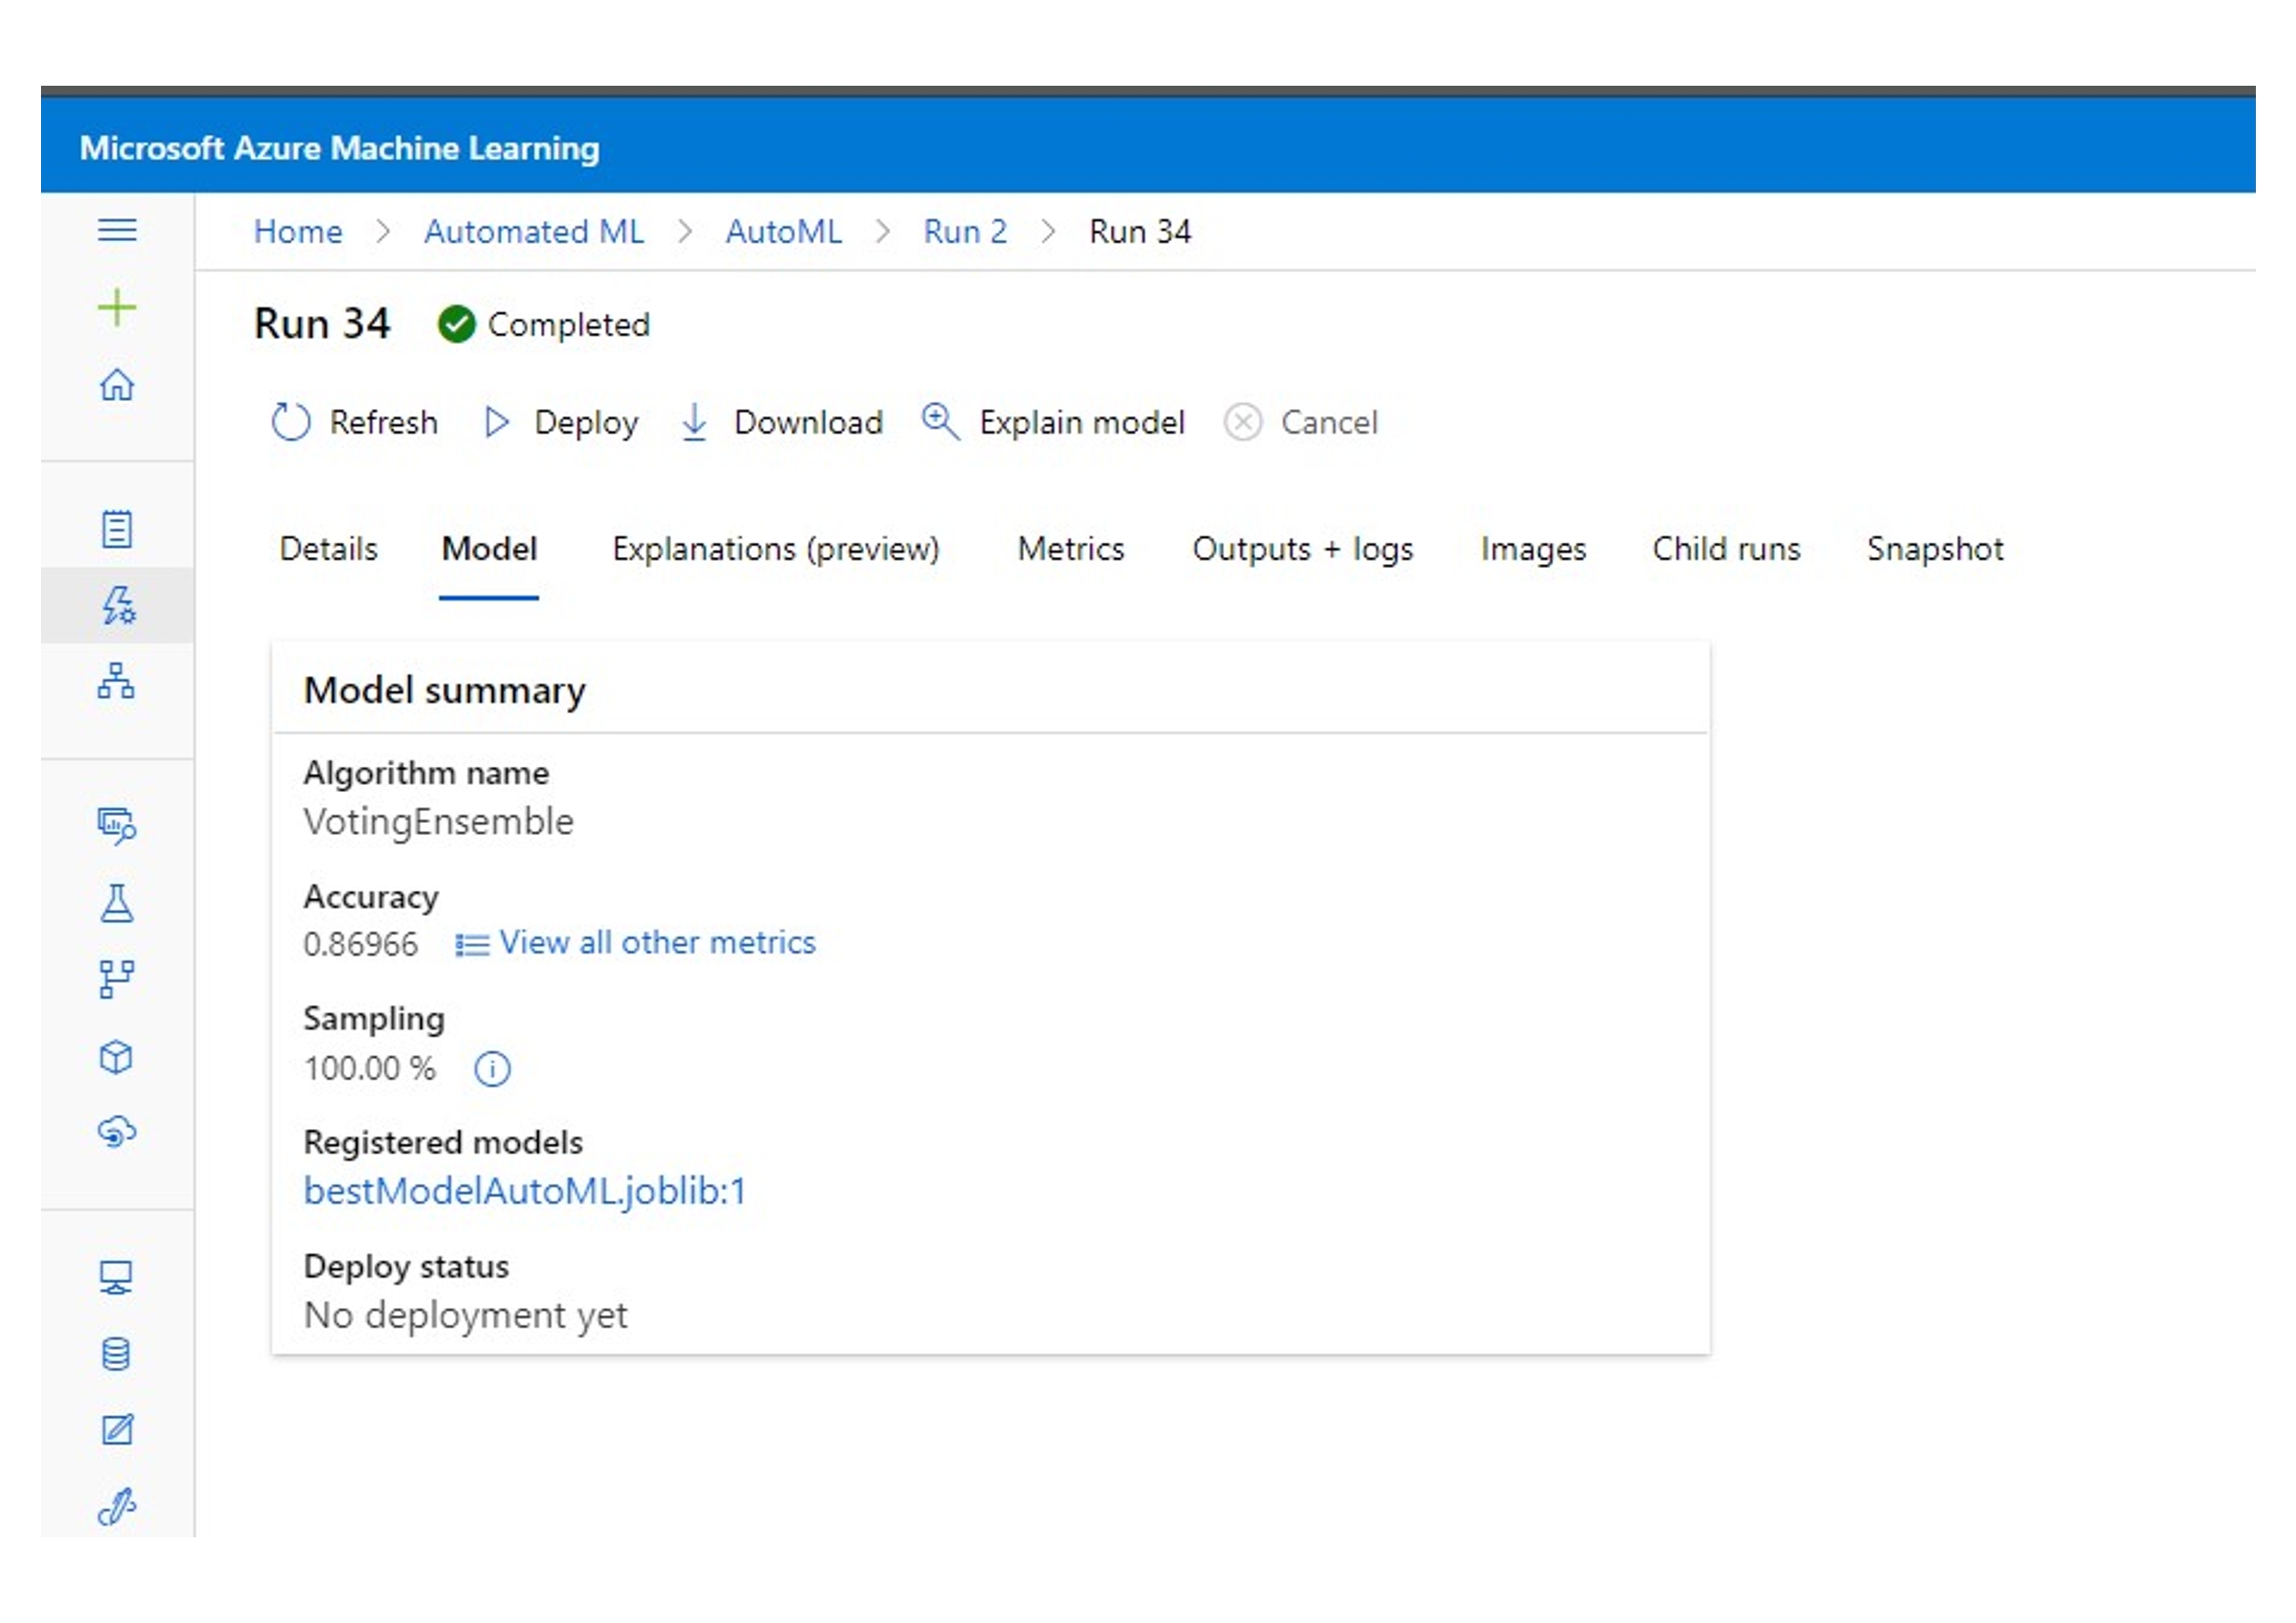 Microsoft Azure Machine Learning
Home > Automated ML > AutoML > Run 2 > Run 34
Run 34 Completed
Refresh Deploy Download Explain model Cancel
Details Model Explanations (preview) Metrics Outputs + logs Images Child runs Snapshot
Model summary
Algorithm name
VotingEnsemble
Accuracy
0.86966 View all other metrics
Sampling
100.00 %
Registered models
bestModelAutoML.joblib:1
Deploy status
No deployment yet